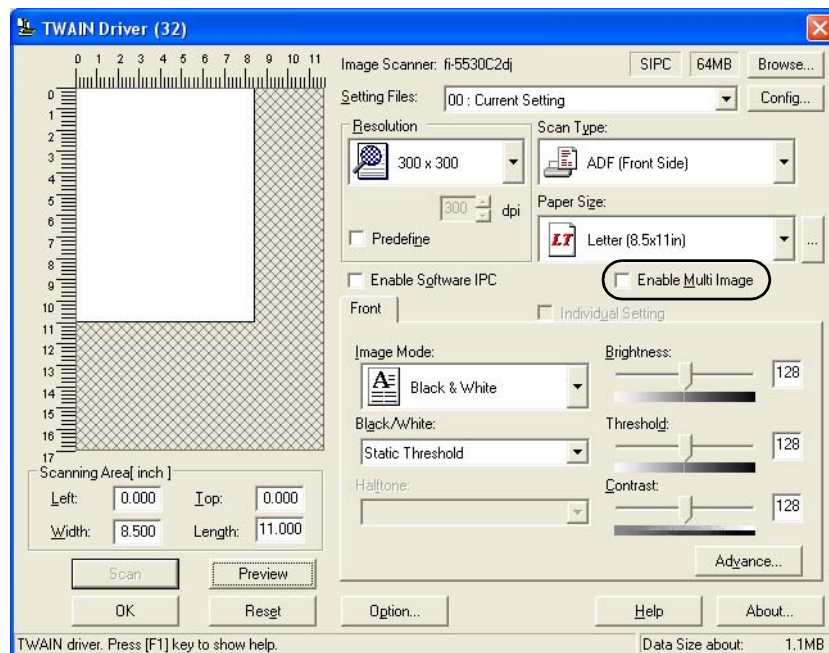 TWAIN Driver (32)
0 1 2 3 4 5 6 7 8 9 10 11
0
1
2
3
4
5
6
7
8
9
10
11
12
13
14
15
16
17
Image Scanner: fi-5530C2dj SIPC 64MB Browse...
Setting Files: 00 : Current Setting Config...
Resolution
300 x 300
300 dpi
Predefine
Scan Type:
ADF (Front Side)
Paper Size:
LT Letter (8.5x11in) ...
Enable Software IPC Enable Multi Image
Front Individual Setting
Image Mode:
A Black & White
Black/White:
Static Threshold
Halftone:
Brightness:
128
Threshold:
128
Contrast:
128
Advance...
Scanning Area[ inch ]
Left: 0.000 Top: 0.000
Width: 8.500 Length: 11.000
Scan Preview
OK Reset Option... Help About...
TWAIN driver. Press [F1] key to show help. Data Size about: 1.1MB